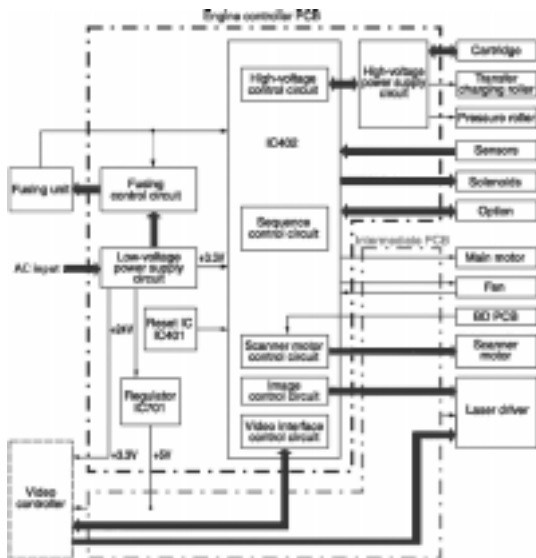 Engine controller PCB
High-voltage
control circuit
High-voltage
power supply
circuit
Cartridge
Transfer
charging roller
Pressure roller
IC402
Sensors
Solenoids
Option
Fusing unit
Fusing
control circuit
Sequence
control circuit
Intermediate PCB
AC input
Low-voltage
power supply
circuit
+3.3V
Main motor
Fan
+24V
Reset IC
IC401
BD PCB
Scanner motor
control circuit
Scanner
motor
Regulator
IC701
Image
control circuit
Laser driver
Video interface
control circuit
+3.3V
+5V
Video
controller